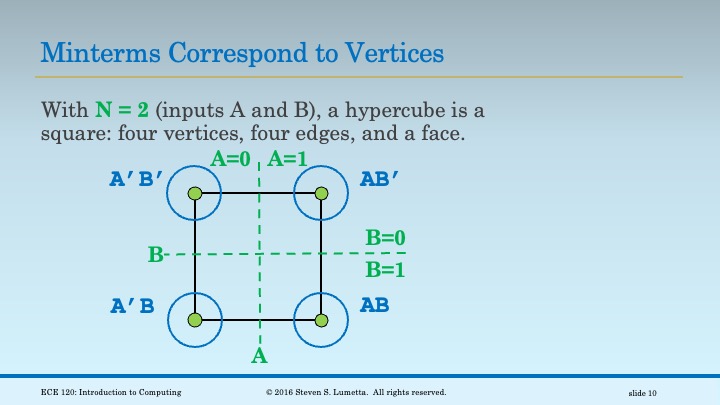 Minterms Correspond to Vertices
With N = 2 (inputs A and B), a hypercube is a
square: four vertices, four edges, and a face.
A=0 A=1
A′B′ AB′
B=0
B
B=1
A′B AB
A
ECE 120: Introduction to Computing © 2016 Steven S. Lumetta. All rights reserved. slide 10